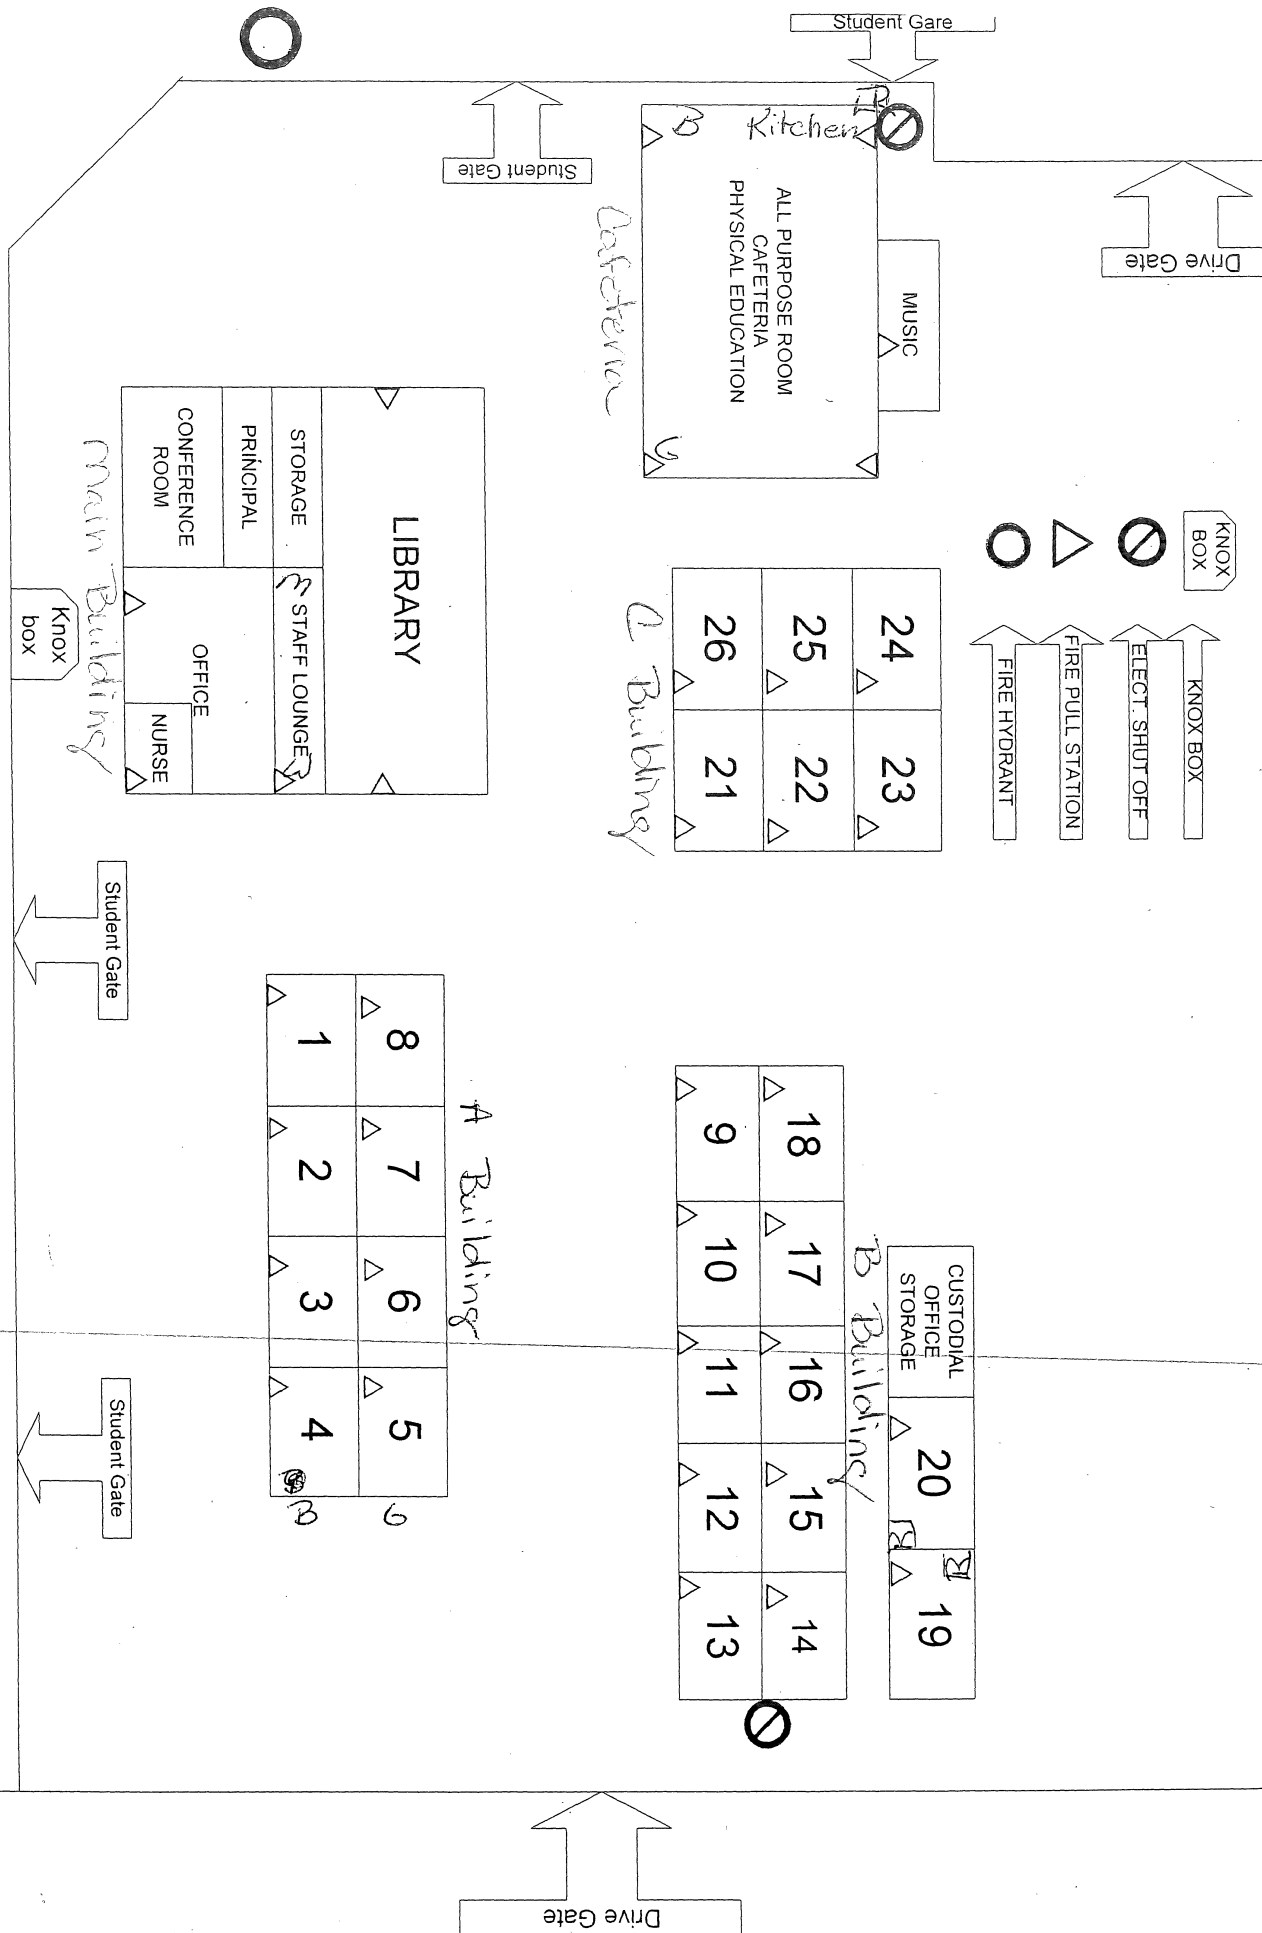 Student Gare
Student Gate
Drive Gate
B
Kitchen
R
ALL PURPOSE ROOM
CAFETERIA
PHYSICAL EDUCATION
MUSIC
G
Cafeteria
KNOX
BOX
KNOX BOX
ELECT. SHUT OFF
FIRE PULL STATION
FIRE HYDRANT
LIBRARY
STORAGE
PRINCIPAL
CONFERENCE
ROOM
STAFF LOUNGE
OFFICE
NURSE
Main Building
Knox
box
24
25
26
23
22
21
C Building
Student Gate
8
7
6
5
1
2
3
4
G
B
A Building
Student Gate
18
17
16
15
14
9
10
11
12
13
B Building
CUSTODIAL
OFFICE
STORAGE
20
R
R
19
Drive Gate